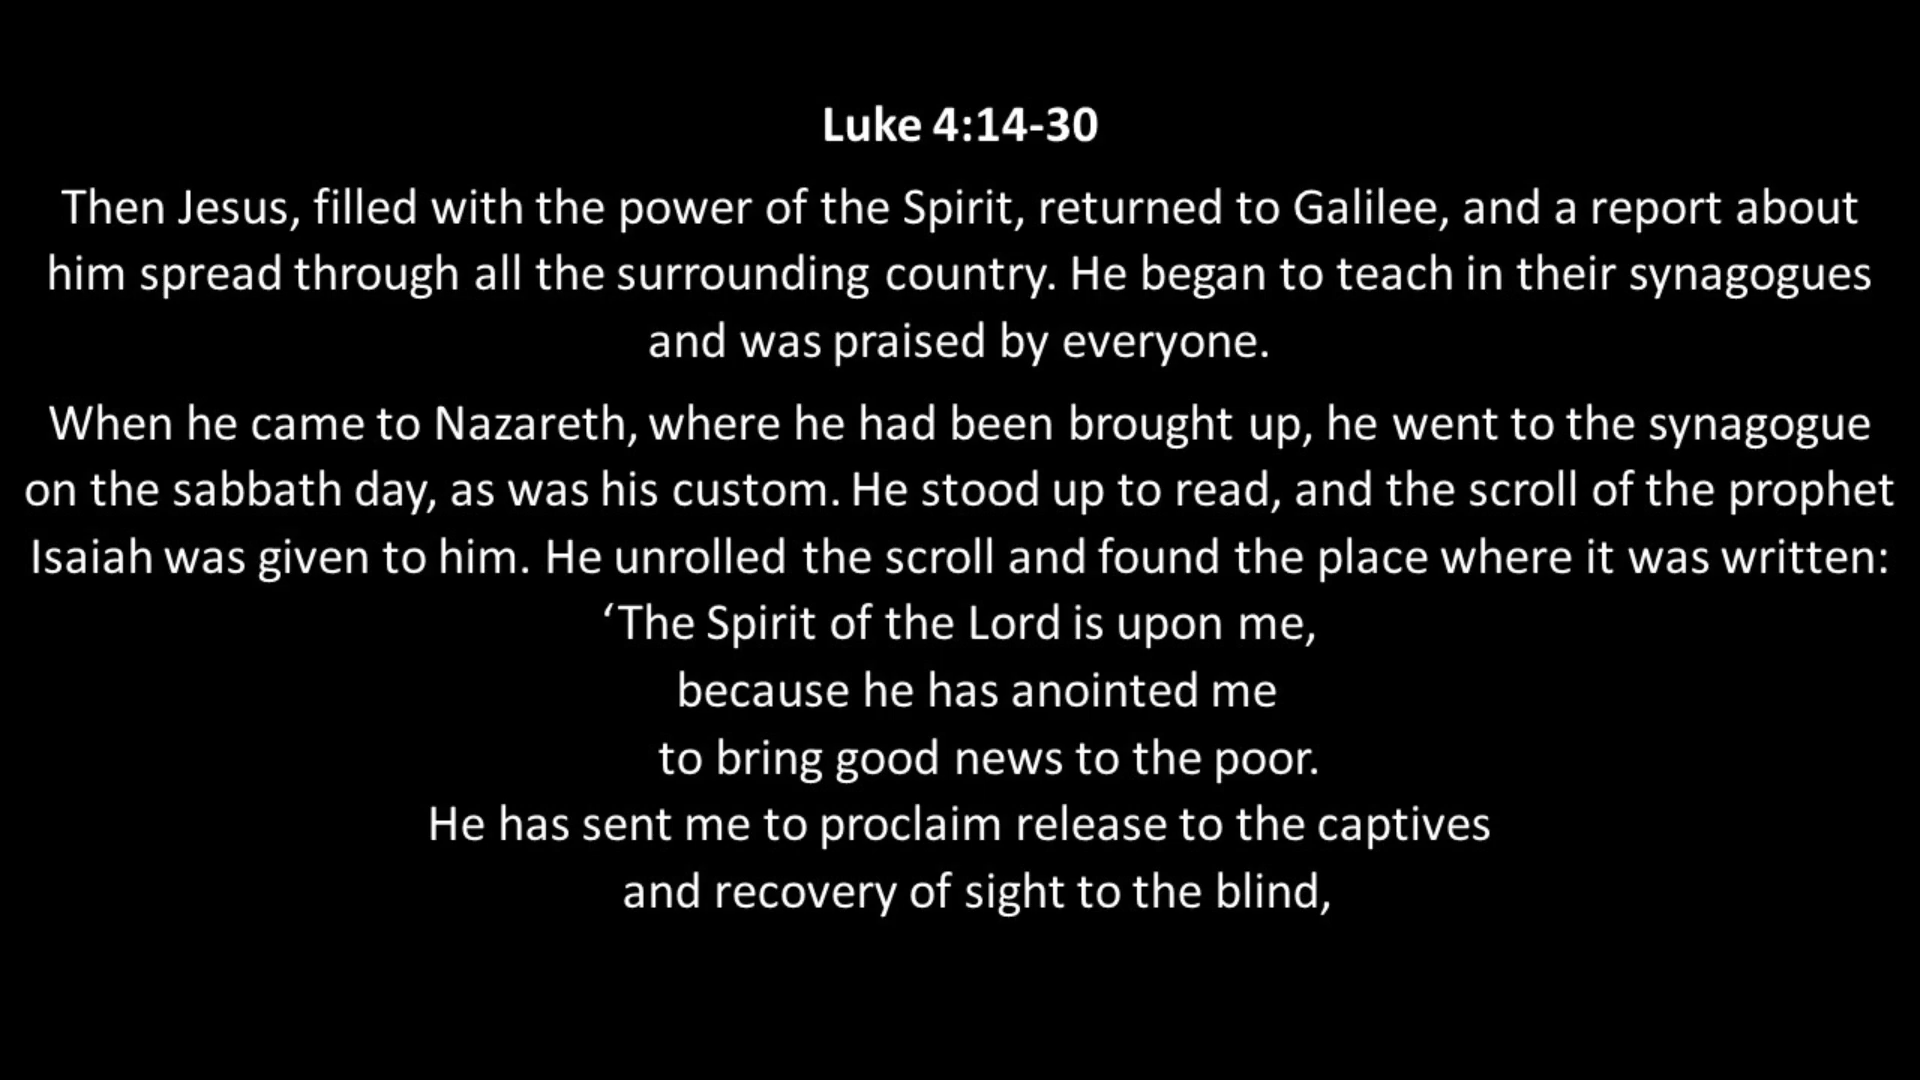 Luke 4:14-30
Then Jesus, filled with the power of the Spirit, returned to Galilee, and a report about
him spread through all the surrounding country. He began to teach in their synagogues
and was praised by everyone.
When he came to Nazareth, where he had been brought up, he went to the synagogue
on the sabbath day, as was his custom. He stood up to read, and the scroll of the prophet
Isaiah was given to him. He unrolled the scroll and found the place where it was written:
‘The Spirit of the Lord is upon me,
because he has anointed me
to bring good news to the poor.
He has sent me to proclaim release to the captives
and recovery of sight to the blind,